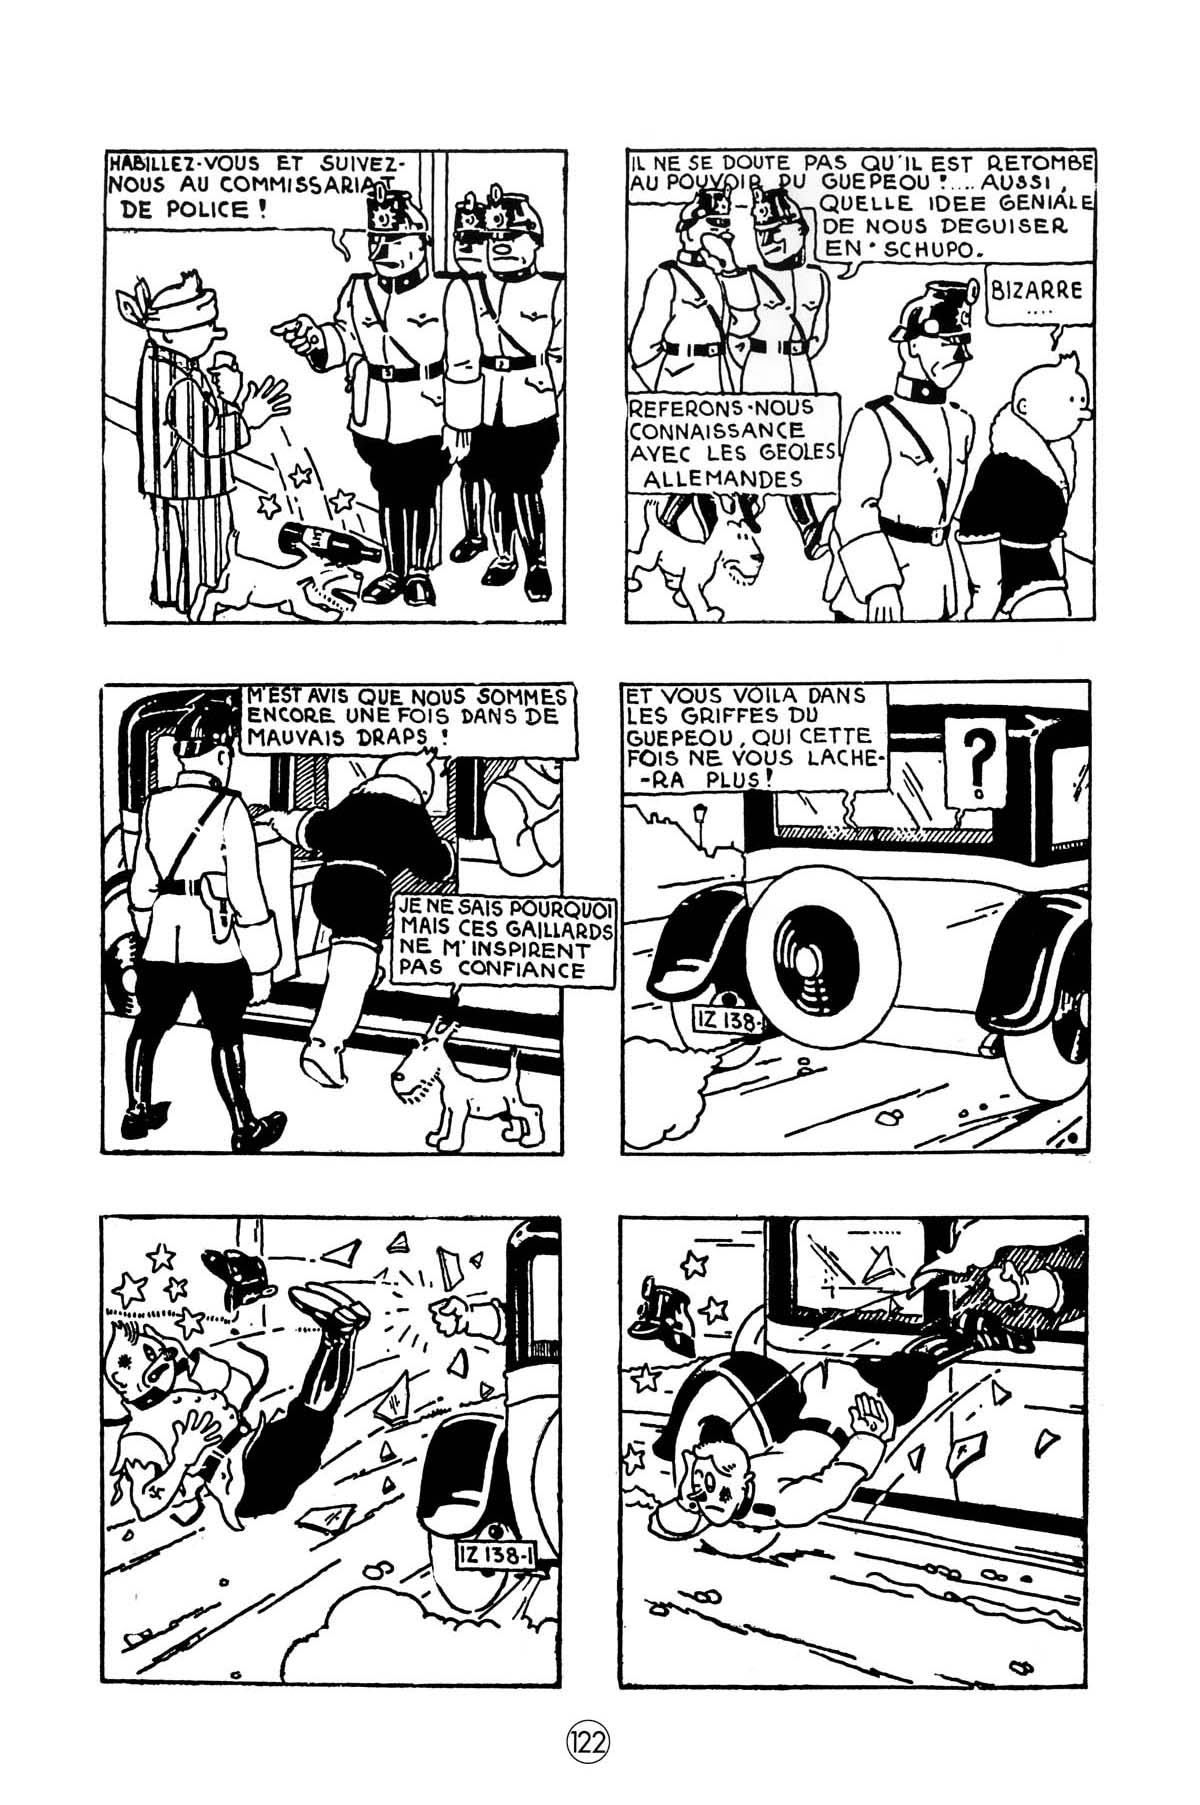 HABILLEZ-VOUS ET SUIVEZ-
NOUS AU COMMISSARIAT
DE POLICE !
IL NE SE DOUTE PAS QU'IL EST RETOMBE
AU POUVOIR DU GUEPEOU !.... AUSSI,
QUELLE IDEE GENIALE
DE NOUS DEGUISER
EN SCHUPO.
BIZARRE
....
REFERONS-NOUS
CONNAISSANCE
AVEC LES GEOLES
ALLEMANDES
M'EST AVIS QUE NOUS SOMMES
ENCORE UNE FOIS DANS DE
MAUVAIS DRAPS !
JE NE SAIS POURQUOI
MAIS CES GAILLARDS
NE M'INSPIRENT
PAS CONFIANCE
ET VOUS VOILA DANS
LES GRIFFES DU
GUEPEOU, QUI CETTE
FOIS NE VOUS LACHE-
-RA PLUS !
?
IZ 138-1
IZ 138-1
122